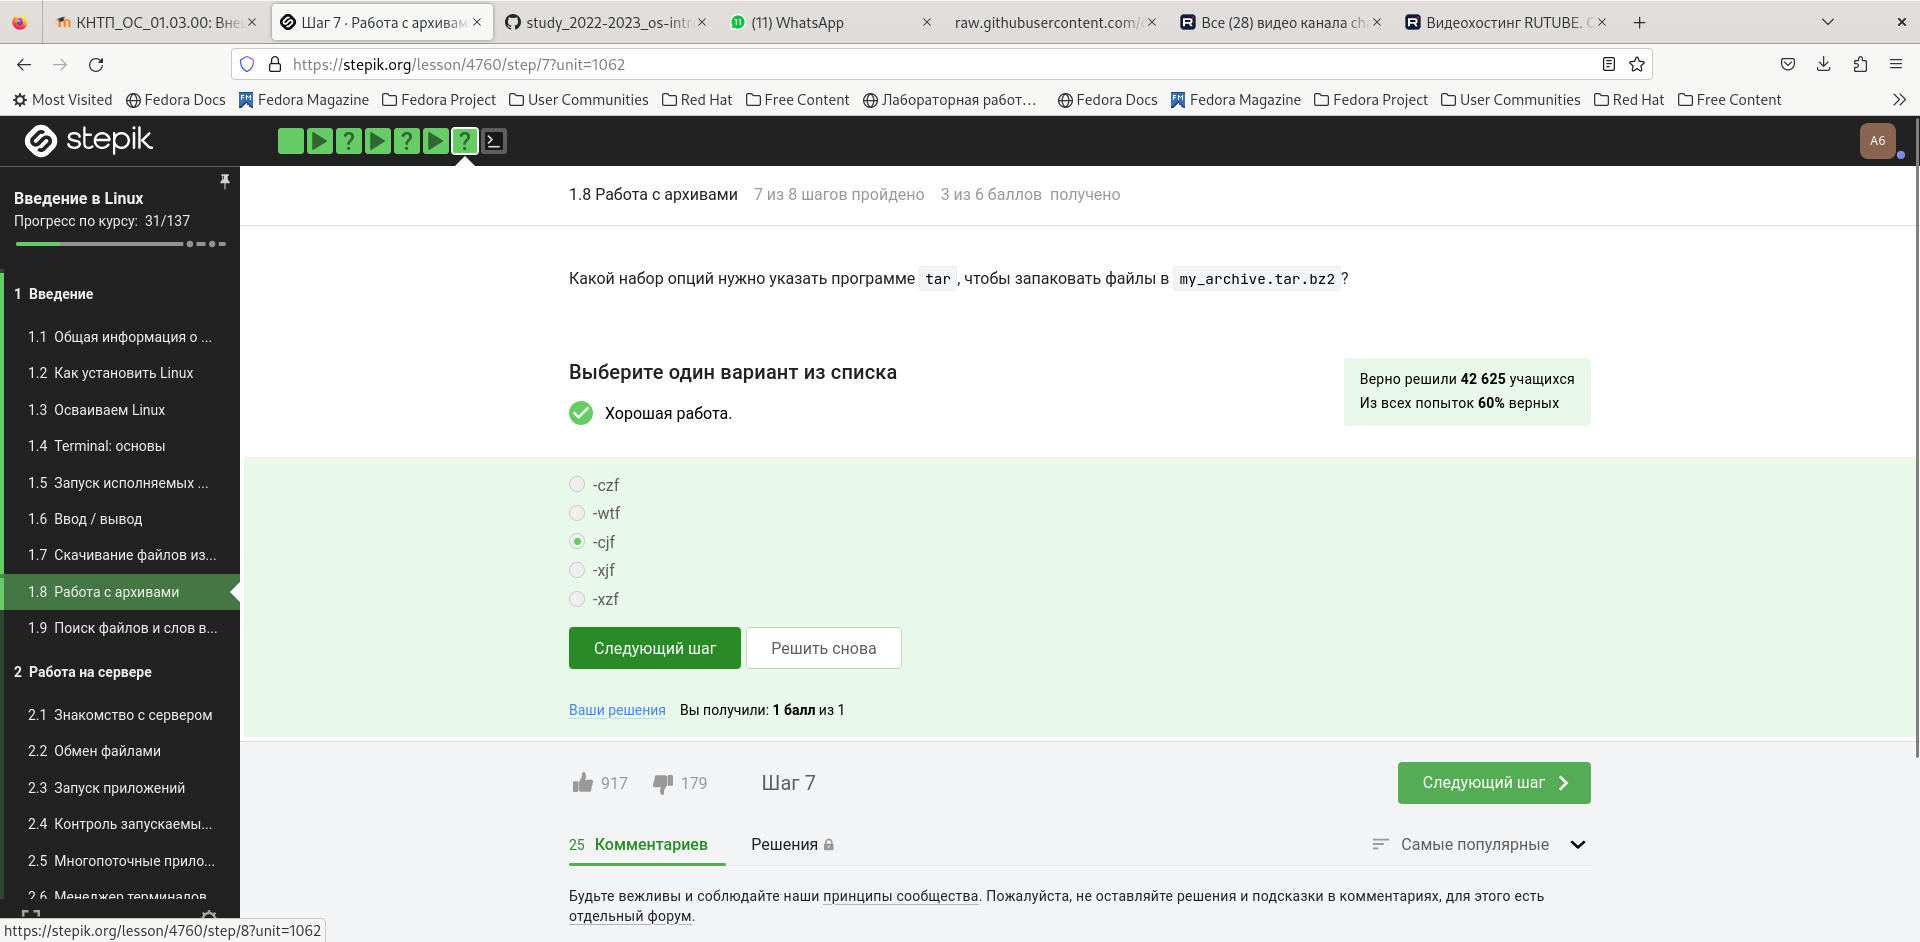 КНТП_ОС_01.03.00: Вне
Шаг 7 · Работа с архивам
study_2022-2023_os-intr
(11) WhatsApp
raw.githubusercontent.com/
Все (28) видео канала
Видеохостинг RUTUBE.
https://stepik.org/lesson/4760/step/7?unit=1062
Most Visited Fedora Docs Fedora Magazine Fedora Project User Communities Red Hat Free Content Лабораторная работ… Fedora Docs Fedora Magazine Fedora Project User Communities Red Hat Free Content
stepik
A6
Введение в Linux
Прогресс по курсу: 31/137
1 Введение
1.1 Общая информация о ...
1.2 Как установить Linux
1.3 Осваиваем Linux
1.4 Terminal: основы
1.5 Запуск исполняемых ...
1.6 Ввод / вывод
1.7 Скачивание файлов из...
1.8 Работа с архивами
1.9 Поиск файлов и слов в...
2 Работа на сервере
2.1 Знакомство с сервером
2.2 Обмен файлами
2.3 Запуск приложений
2.4 Контроль запускаемы...
2.5 Многопоточные прило...
2.6 Менеджер терминалов
https://stepik.org/lesson/4760/step/8?unit=1062
1.8 Работа с архивами 7 из 8 шагов пройдено 3 из 6 баллов получено
Какой набор опций нужно указать программе tar, чтобы запаковать файлы в my_archive.tar.bz2?
Выберите один вариант из списка
Хорошая работа.
Верно решили 42 625 учащихся
Из всех попыток 60% верных
-czf
-wtf
-cjf
-xjf
-xzf
Следующий шаг
Решить снова
Ваши решения Вы получили: 1 балл из 1
917 179 Шаг 7
Следующий шаг
25 Комментариев Решения
Самые популярные
Будьте вежливы и соблюдайте наши принципы сообщества. Пожалуйста, не оставляйте решения и подсказки в комментариях, для этого есть
отдельный форум.